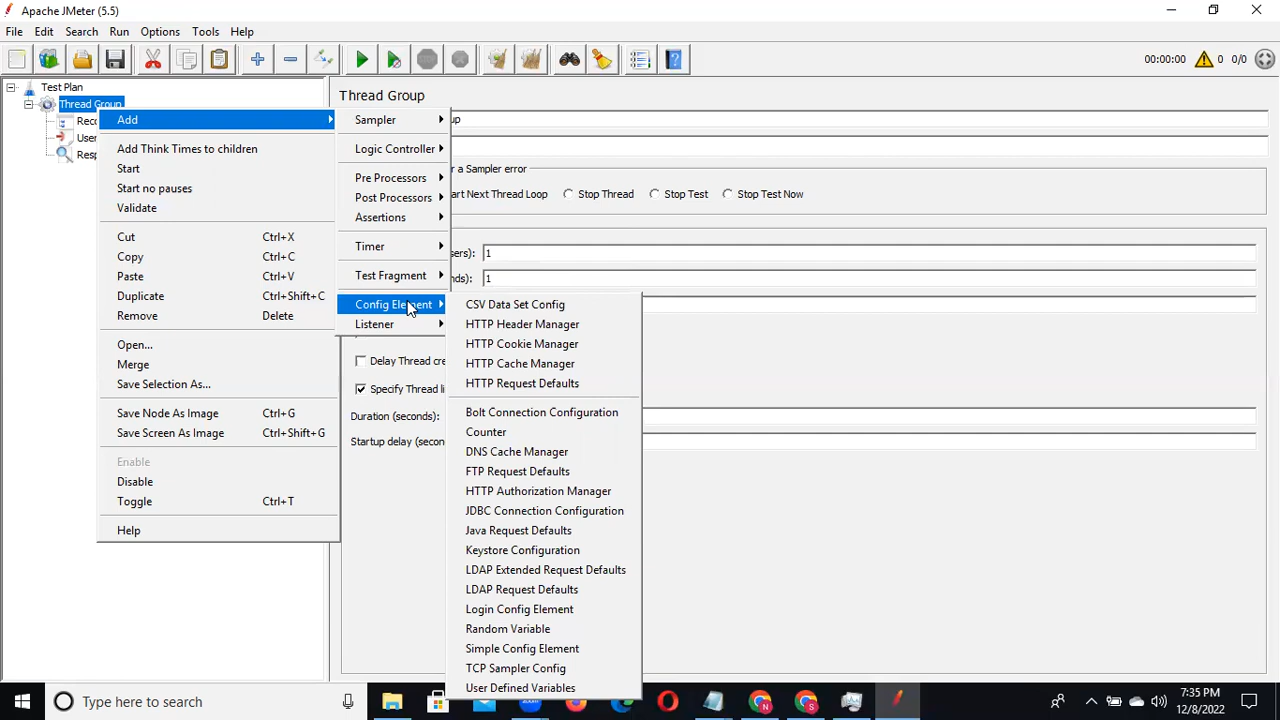 Apache JMeter (5.5)
File Edit Search Run Options Tools Help
00:00:00 0 0/0
Test Plan
Thread Group
Reco
User
Resp
Add
Add Think Times to children
Start
Start no pauses
Validate
Cut Ctrl+X
Copy Ctrl+C
Paste Ctrl+V
Duplicate Ctrl+Shift+C
Remove Delete
Open...
Merge
Save Selection As...
Save Node As Image Ctrl+G
Save Screen As Image Ctrl+Shift+G
Enable
Disable
Toggle Ctrl+T
Help
Sampler
Logic Controller
Pre Processors
Post Processors
Assertions
Timer
Test Fragment
Config Element
Listener
CSV Data Set Config
HTTP Header Manager
HTTP Cookie Manager
HTTP Cache Manager
HTTP Request Defaults
Bolt Connection Configuration
Counter
DNS Cache Manager
FTP Request Defaults
HTTP Authorization Manager
JDBC Connection Configuration
Java Request Defaults
Keystore Configuration
LDAP Extended Request Defaults
LDAP Request Defaults
Login Config Element
Random Variable
Simple Config Element
TCP Sampler Config
User Defined Variables
Thread Group
up
r a Sampler error
art Next Thread Loop Stop Thread Stop Test Stop Test Now
sers): 1
nds): 1
Delay Thread cre
Specify Thread li
Duration (seconds):
Startup delay (secon
Type here to search
7:35 PM
12/8/2022